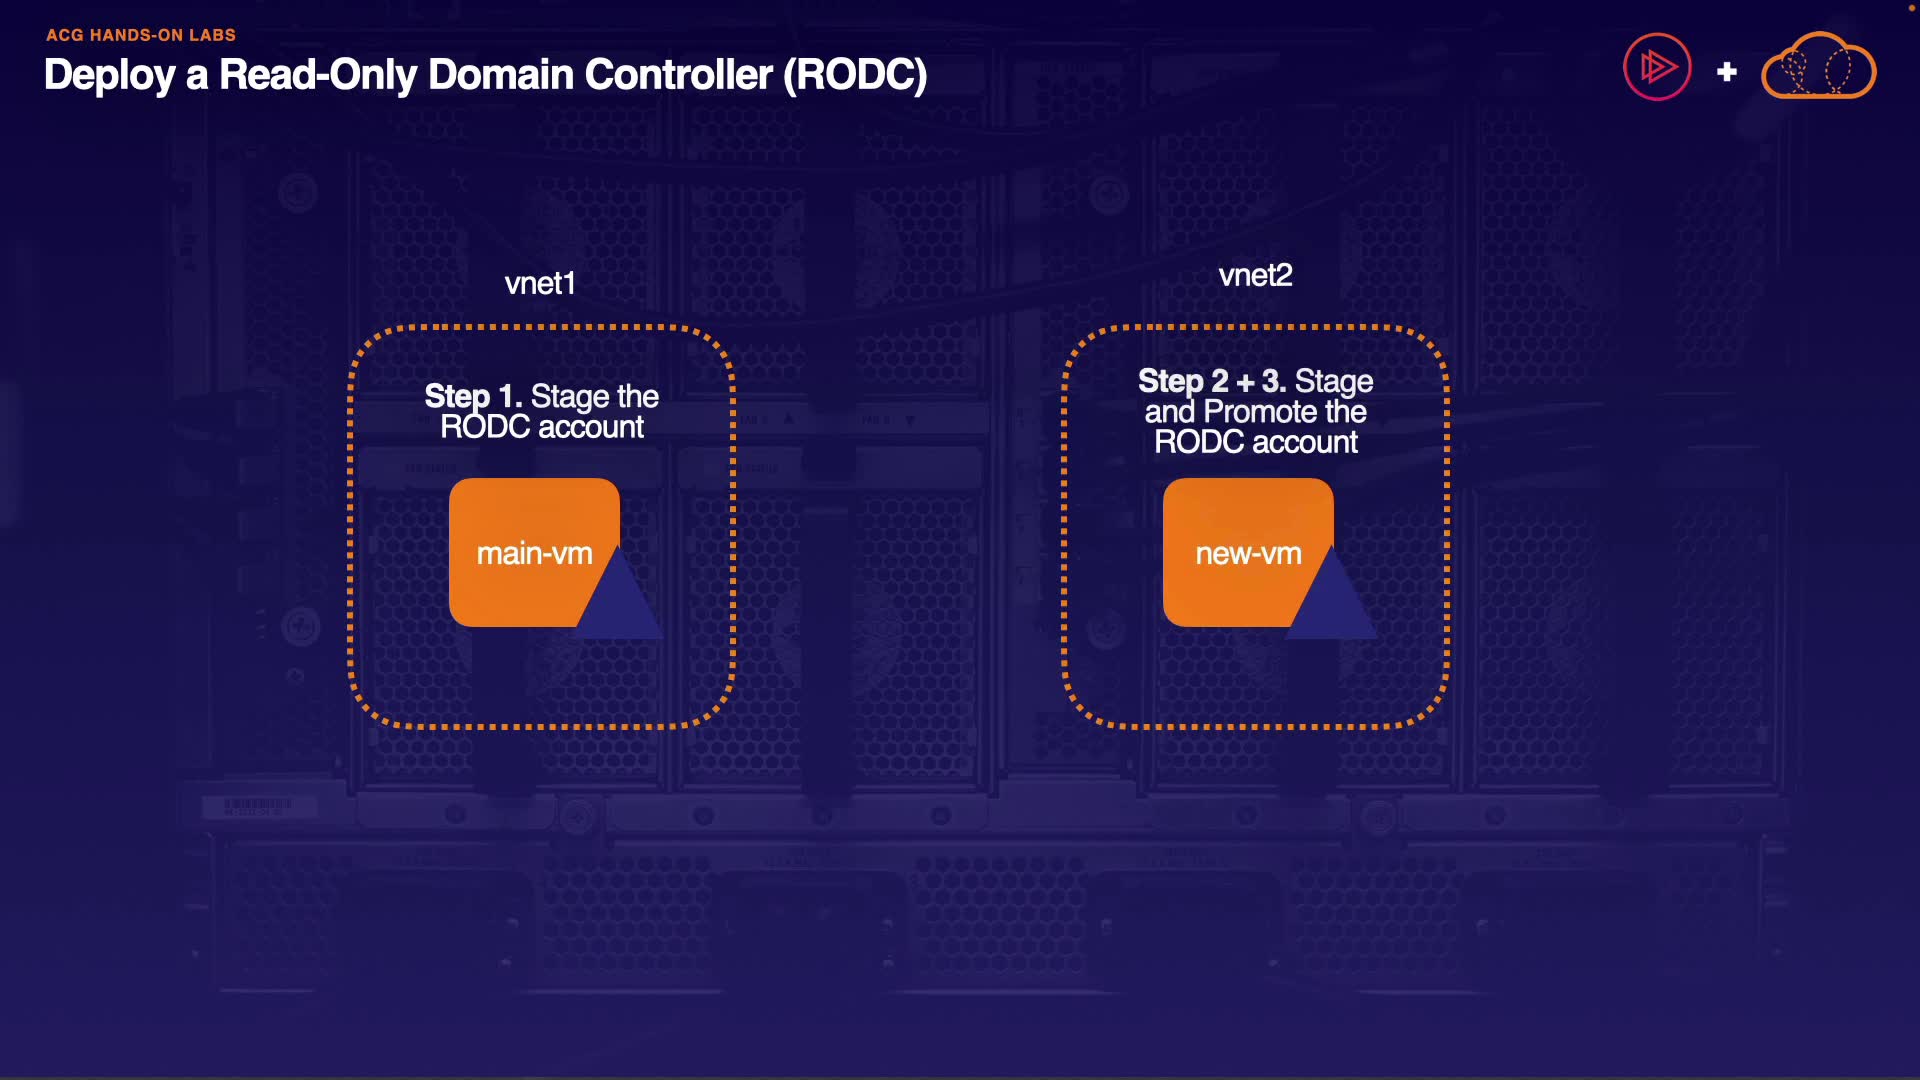 ACG HANDS-ON LABS
Deploy a Read-Only Domain Controller (RODC)
vnet1
Step 1. Stage the
RODC account
main-vm
vnet2
Step 2 + 3. Stage
and Promote the
RODC account
new-vm